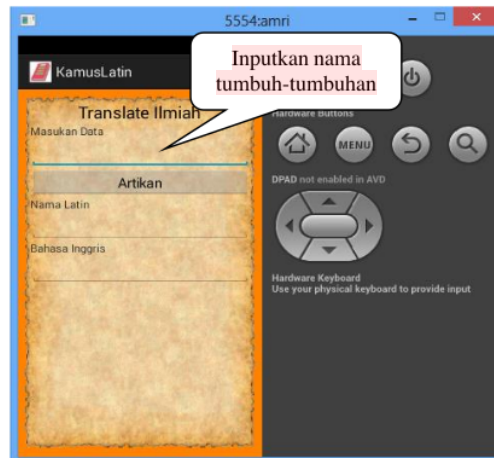 5554:amri
Inputkan nama
tumbuh-tumbuhan
KamusLatin
Translate Ilmiah
Masukan Data
Artikan
Nama Latin
Bahasa Inggris
Hardware Buttons
MENU
DPAD not enabled in AVD
Hardware Keyboard
Use your physical keyboard to provide input